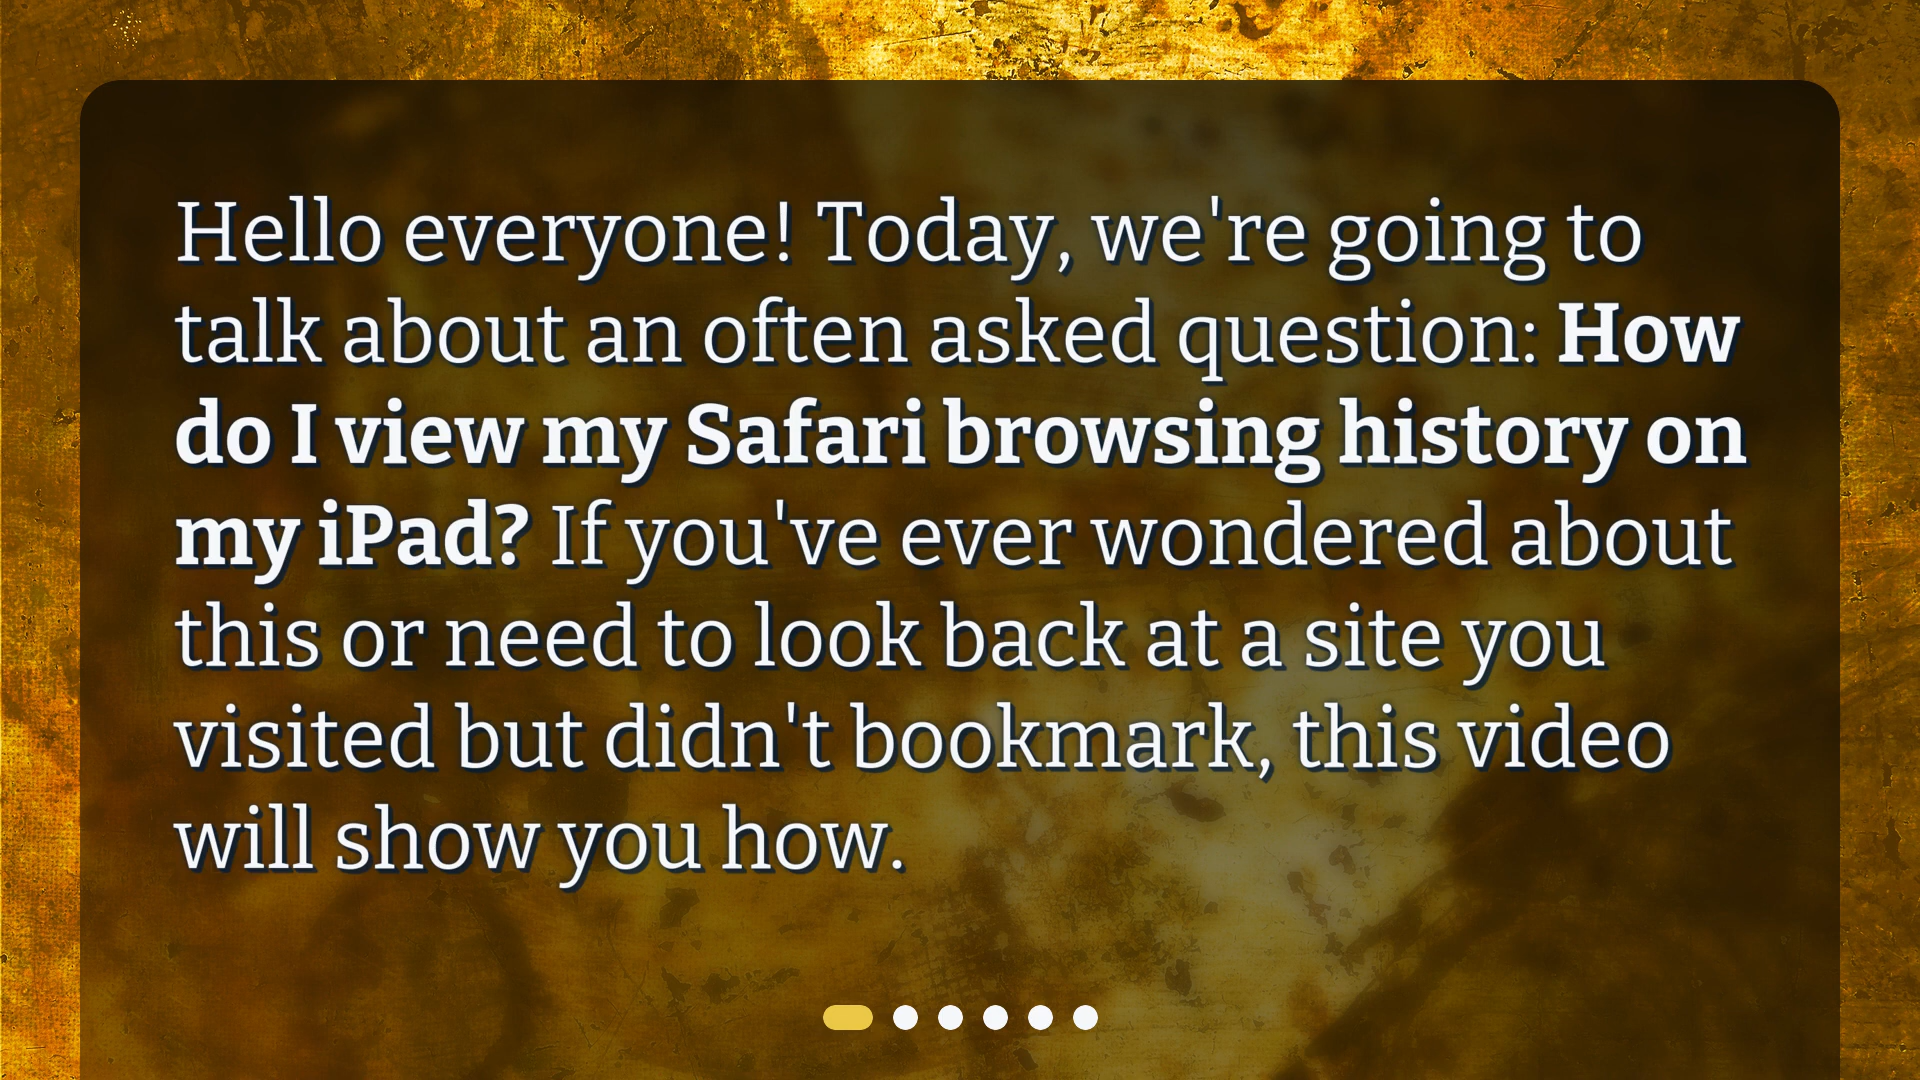 Hello everyone! Today, we're going to
talk about an often asked question: How
do I view my Safari browsing history on
my iPad? If you've ever wondered about
this or need to look back at a site you
visited but didn't bookmark, this video
will show you how.